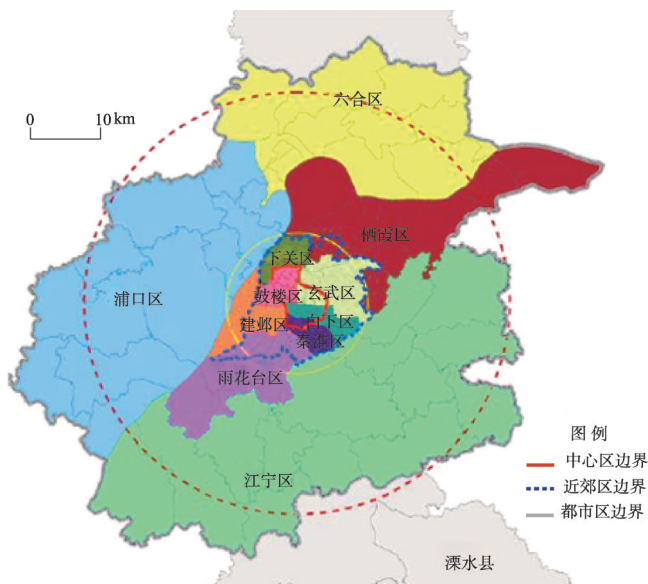 六合区
0 10 km
栖霞区
下关区
浦口区
鼓楼区
玄武区
建邺区
白下区
秦淮区
雨花台区
江宁区
图例
中心区边界
近郊区边界
都市区边界
溧水县